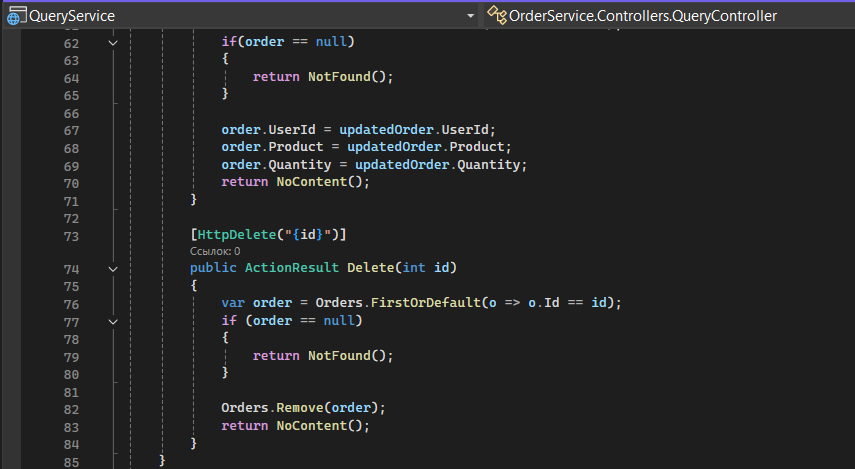 QueryService OrderService.Controllers.QueryController
62 if(order == null)
63 {
64 return NotFound();
65 }
66
67 order.UserId = updatedOrder.UserId;
68 order.Product = updatedOrder.Product;
69 order.Quantity = updatedOrder.Quantity;
70 return NoContent();
71 }
72
73 [HttpDelete("{id}")]
Ссылок: 0
74 public ActionResult Delete(int id)
75 {
76 var order = Orders.FirstOrDefault(o => o.Id == id);
77 if (order == null)
78 {
79 return NotFound();
80 }
81
82 Orders.Remove(order);
83 return NoContent();
84 }
85 }